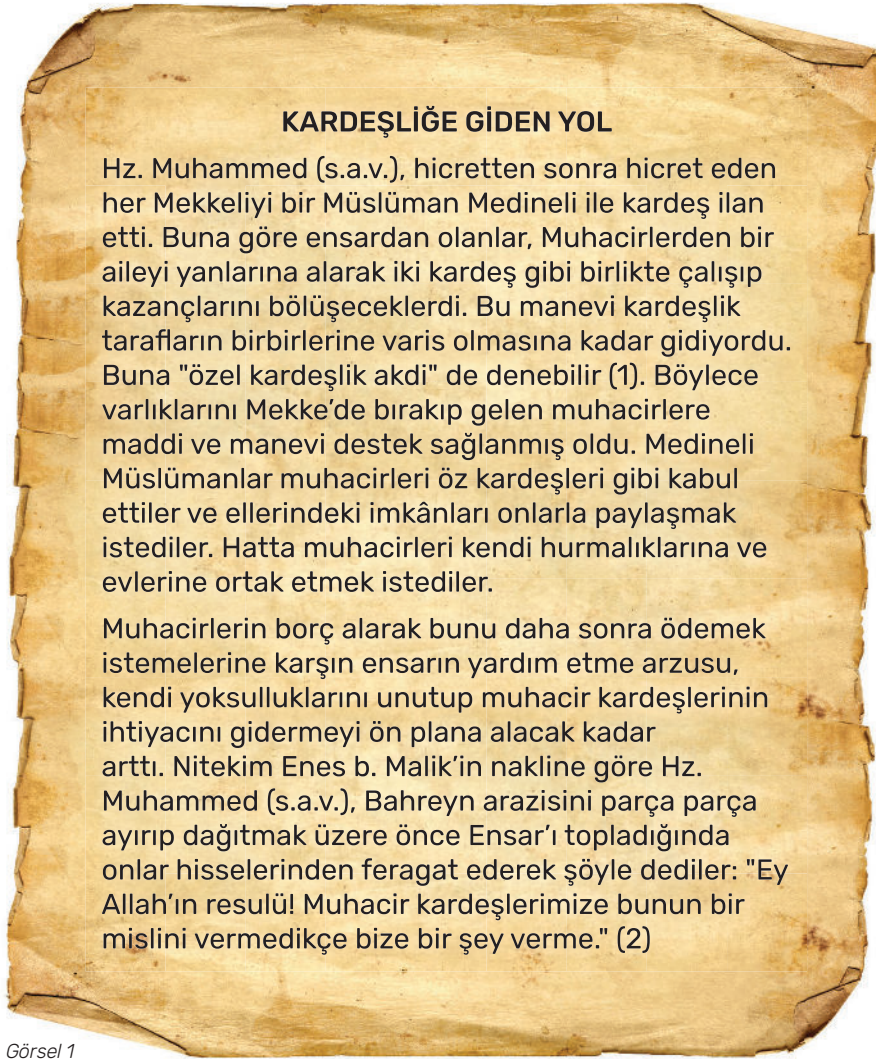 KARDEŞLİĞE GİDEN YOL
Hz. Muhammed (s.a.v.), hicretten sonra hicret eden
her Mekkeliyi bir Müslüman Medineli ile kardeş ilan
etti. Buna göre ensardan olanlar, Muhacirlerden bir
aileyi yanlarına alarak iki kardeş gibi birlikte çalışıp
kazançlarını bölüşeceklerdi. Bu manevi kardeşlik
tarafların birbirlerine varis olmasına kadar gidiyordu.
Buna "özel kardeşlik akdi" de denebilir (1). Böylece
varlıklarını Mekke’de bırakıp gelen muhacirlere
maddi ve manevi destek sağlanmış oldu. Medineli
Müslümanlar muhacirleri öz kardeşleri gibi kabul
ettiler ve ellerindeki imkânları onlarla paylaşmak
istediler. Hatta muhacirleri kendi hurmalıklarına ve
evlerine ortak etmek istediler.
Muhacirlerin borç alarak bunu daha sonra ödemek
istemelerine karşın ensarın yardım etme arzusu,
kendi yoksulluklarını unutup muhacir kardeşlerinin
ihtiyacını gidermeyi ön plana alacak kadar
arttı. Nitekim Enes b. Malik’in nakline göre Hz.
Muhammed (s.a.v.), Bahreyn arazisini parça parça
ayırıp dağıtmak üzere önce Ensar’ı topladığında
onlar hisselerinden feragat ederek şöyle dediler: "Ey
Allah’ın resulü! Muhacir kardeşlerimize bunun bir
mislini vermedikçe bize bir şey verme." (2)
Görsel 1